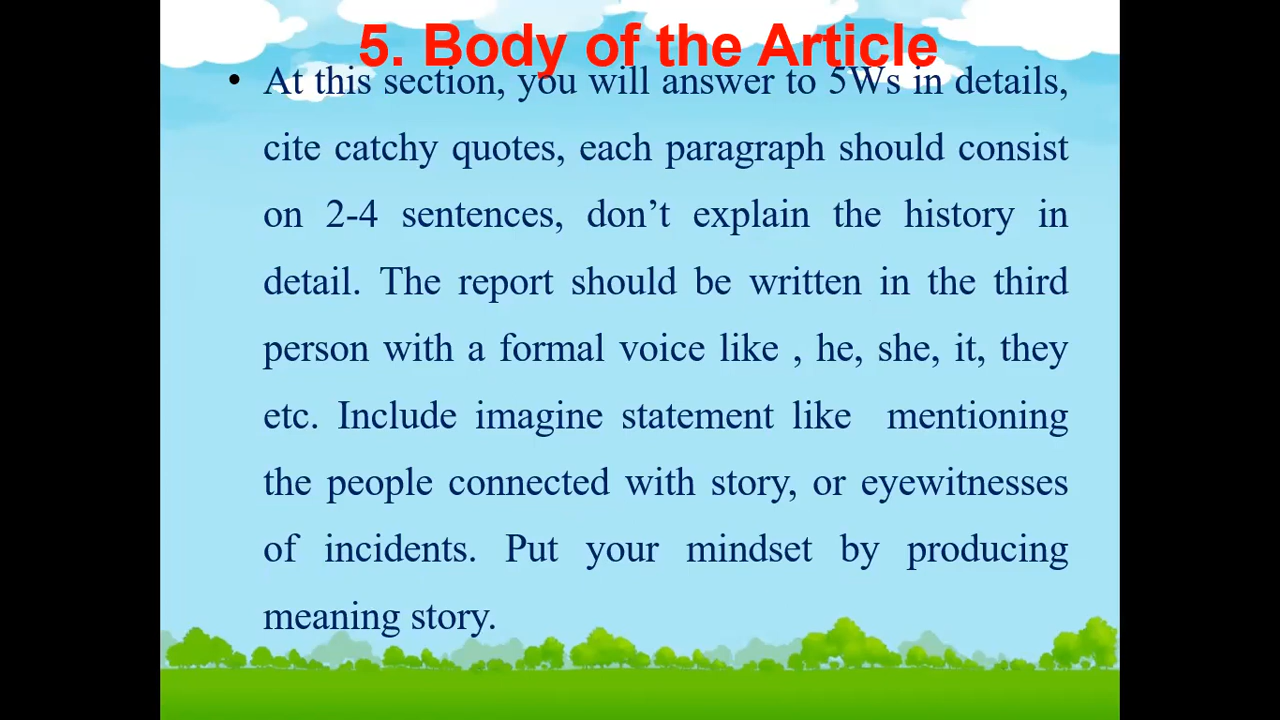 5. Body of the Article
• At this section, you will answer to 5Ws in details,
cite catchy quotes, each paragraph should consist
on 2-4 sentences, don’t explain the history in
detail. The report should be written in the third
person with a formal voice like , he, she, it, they
etc. Include imagine statement like mentioning
the people connected with story, or eyewitnesses
of incidents. Put your mindset by producing
meaning story.